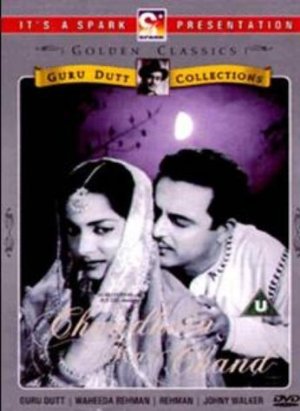 IT'S A SPARK PRESENTATION
SPARK
Golden Classics
GURU DUTT COLLECTIONS
U
Chaudhvin
Ka Chand
GURU DUTT | WAHEEDA REHMAN | REHMAN | JOHNY WALKER
DVD